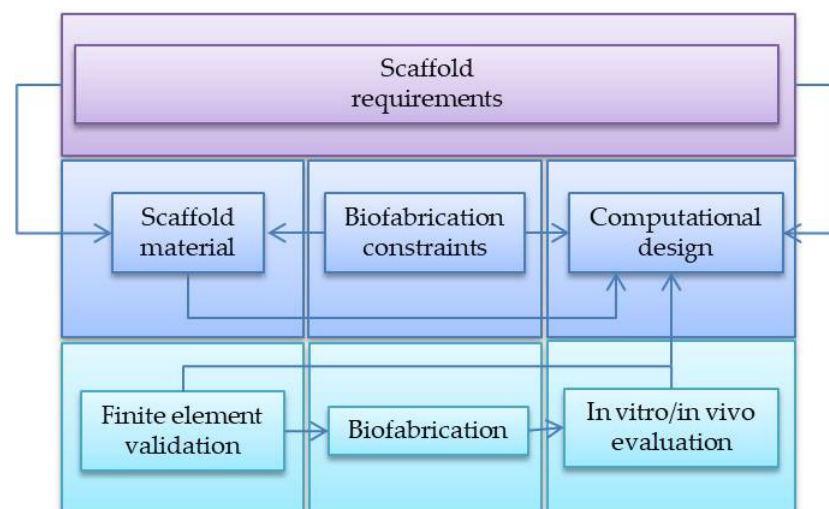 Scaffold
requirements
Scaffold
material
Biofabrication
constraints
Computational
design
Finite element
validation
Biofabrication
In vitro/in vivo
evaluation